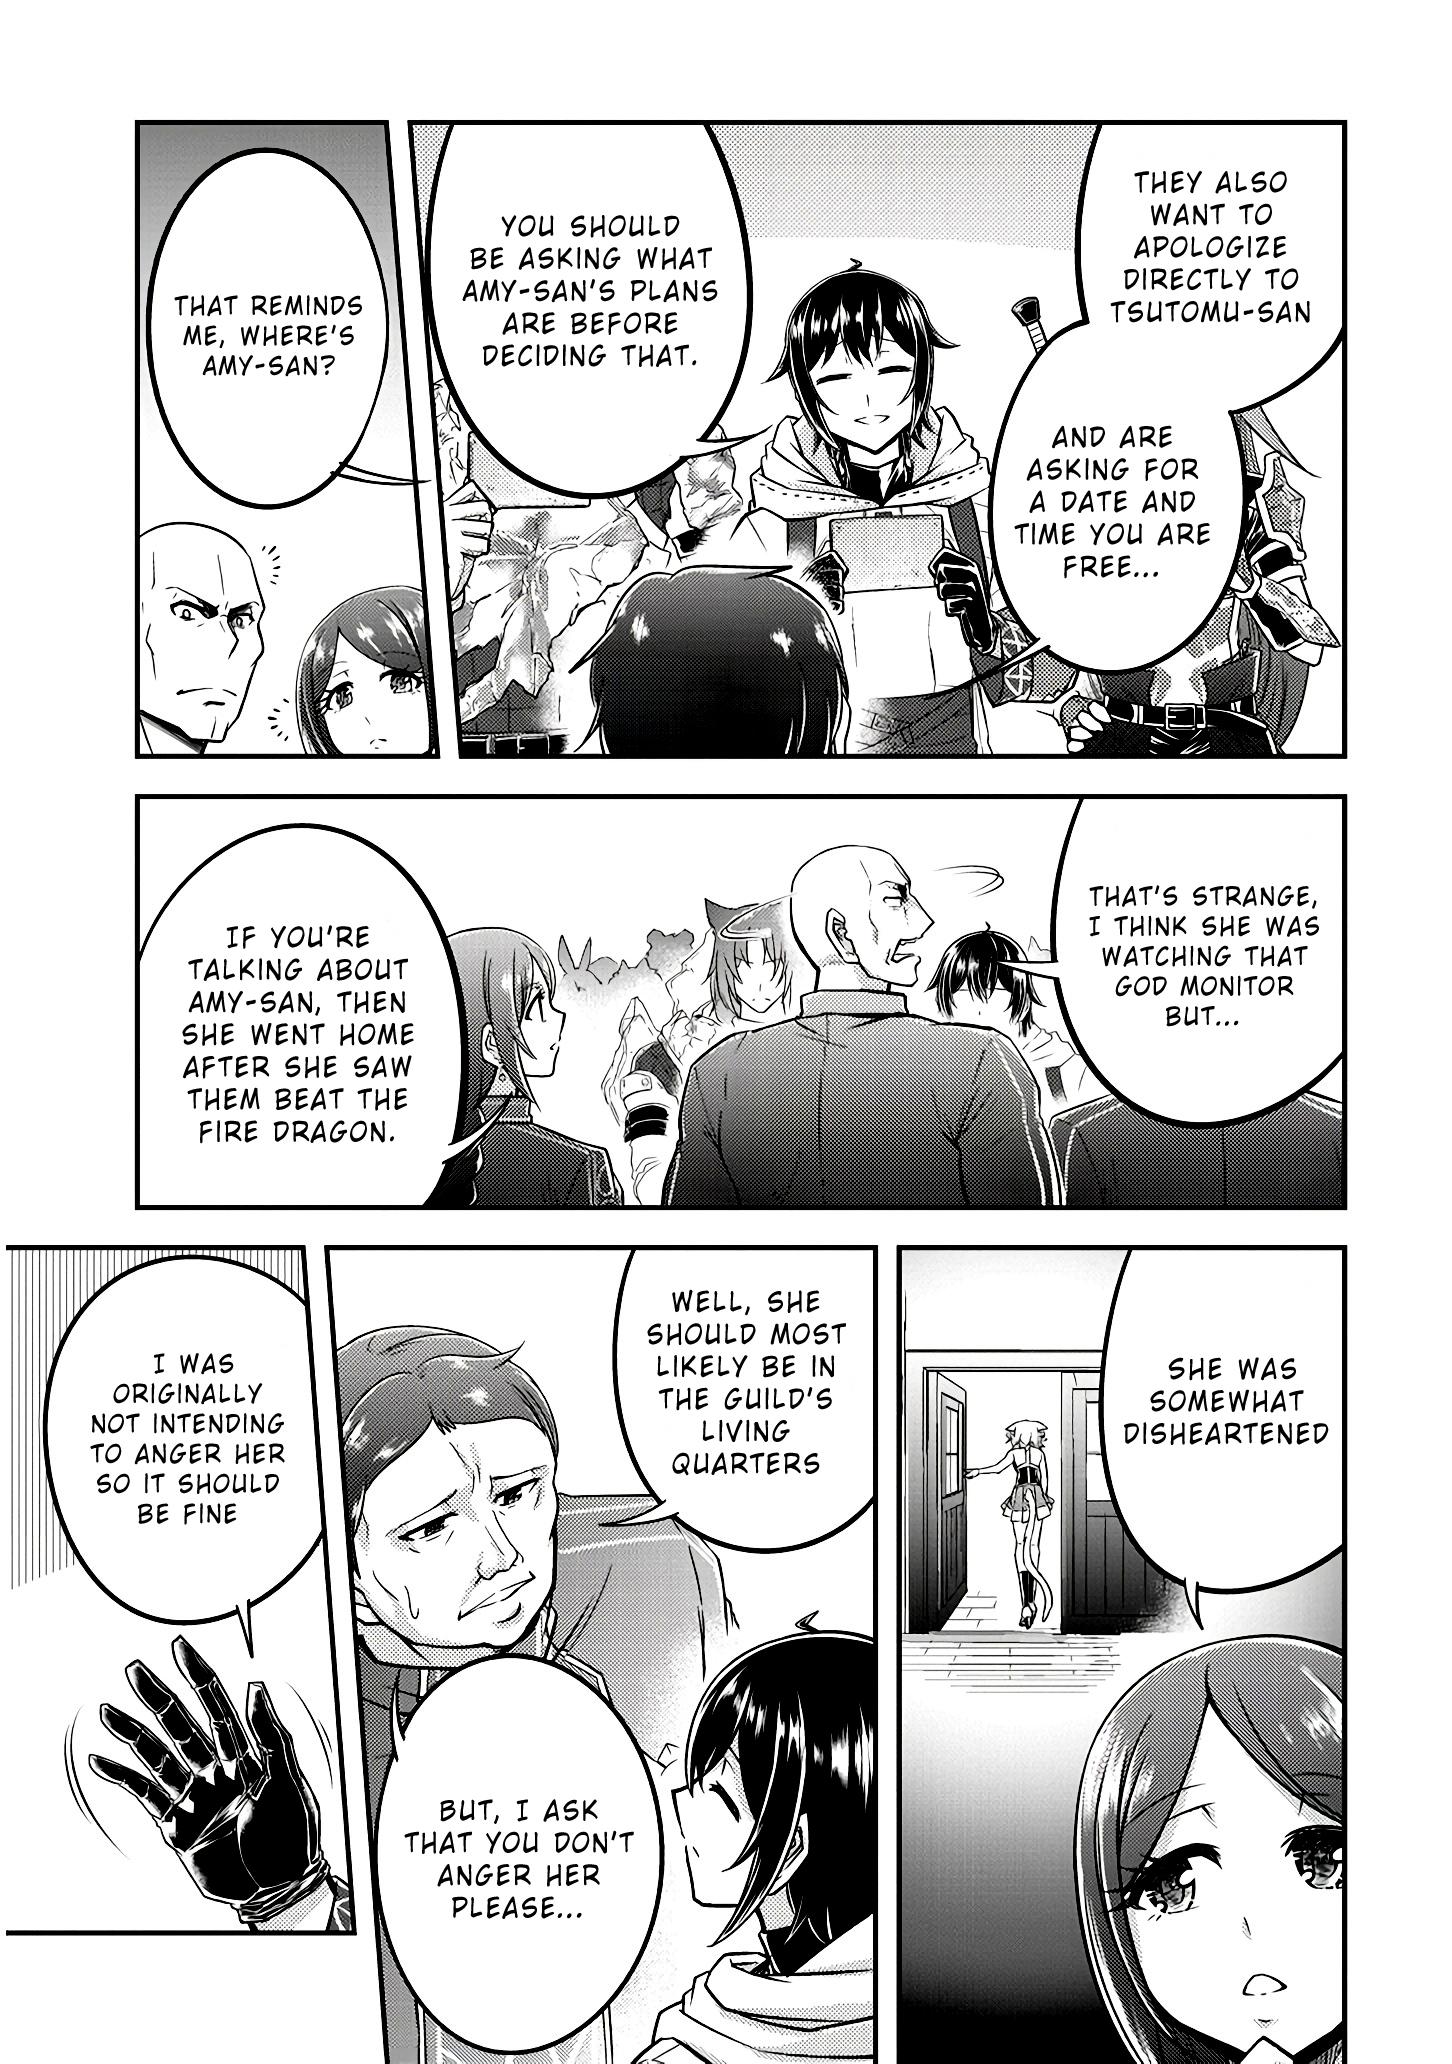 THEY ALSO
WANT TO
APOLOGIZE
DIRECTLY TO
TSUTOMU-SAN
AND ARE
ASKING FOR
A DATE AND
TIME YOU ARE
FREE...
YOU SHOULD
BE ASKING WHAT
AMY-SAN'S PLANS
ARE BEFORE
DECIDING THAT.
THAT REMINDS
ME, WHERE'S
AMY-SAN?
THAT'S STRANGE,
I THINK SHE WAS
WATCHING THAT
GOD MONITOR
BUT...
IF YOU'RE
TALKING ABOUT
AMY-SAN, THEN
SHE WENT HOME
AFTER SHE SAW
THEM BEAT THE
FIRE DRAGON.
SHE WAS
SOMEWHAT
DISHEARTENED
WELL, SHE
SHOULD MOST
LIKELY BE IN
THE GUILD'S
LIVING
QUARTERS
BUT, I ASK
THAT YOU DON'T
ANGER HER
PLEASE...
I WAS
ORIGINALLY
NOT INTENDING
TO ANGER HER
SO IT SHOULD
BE FINE